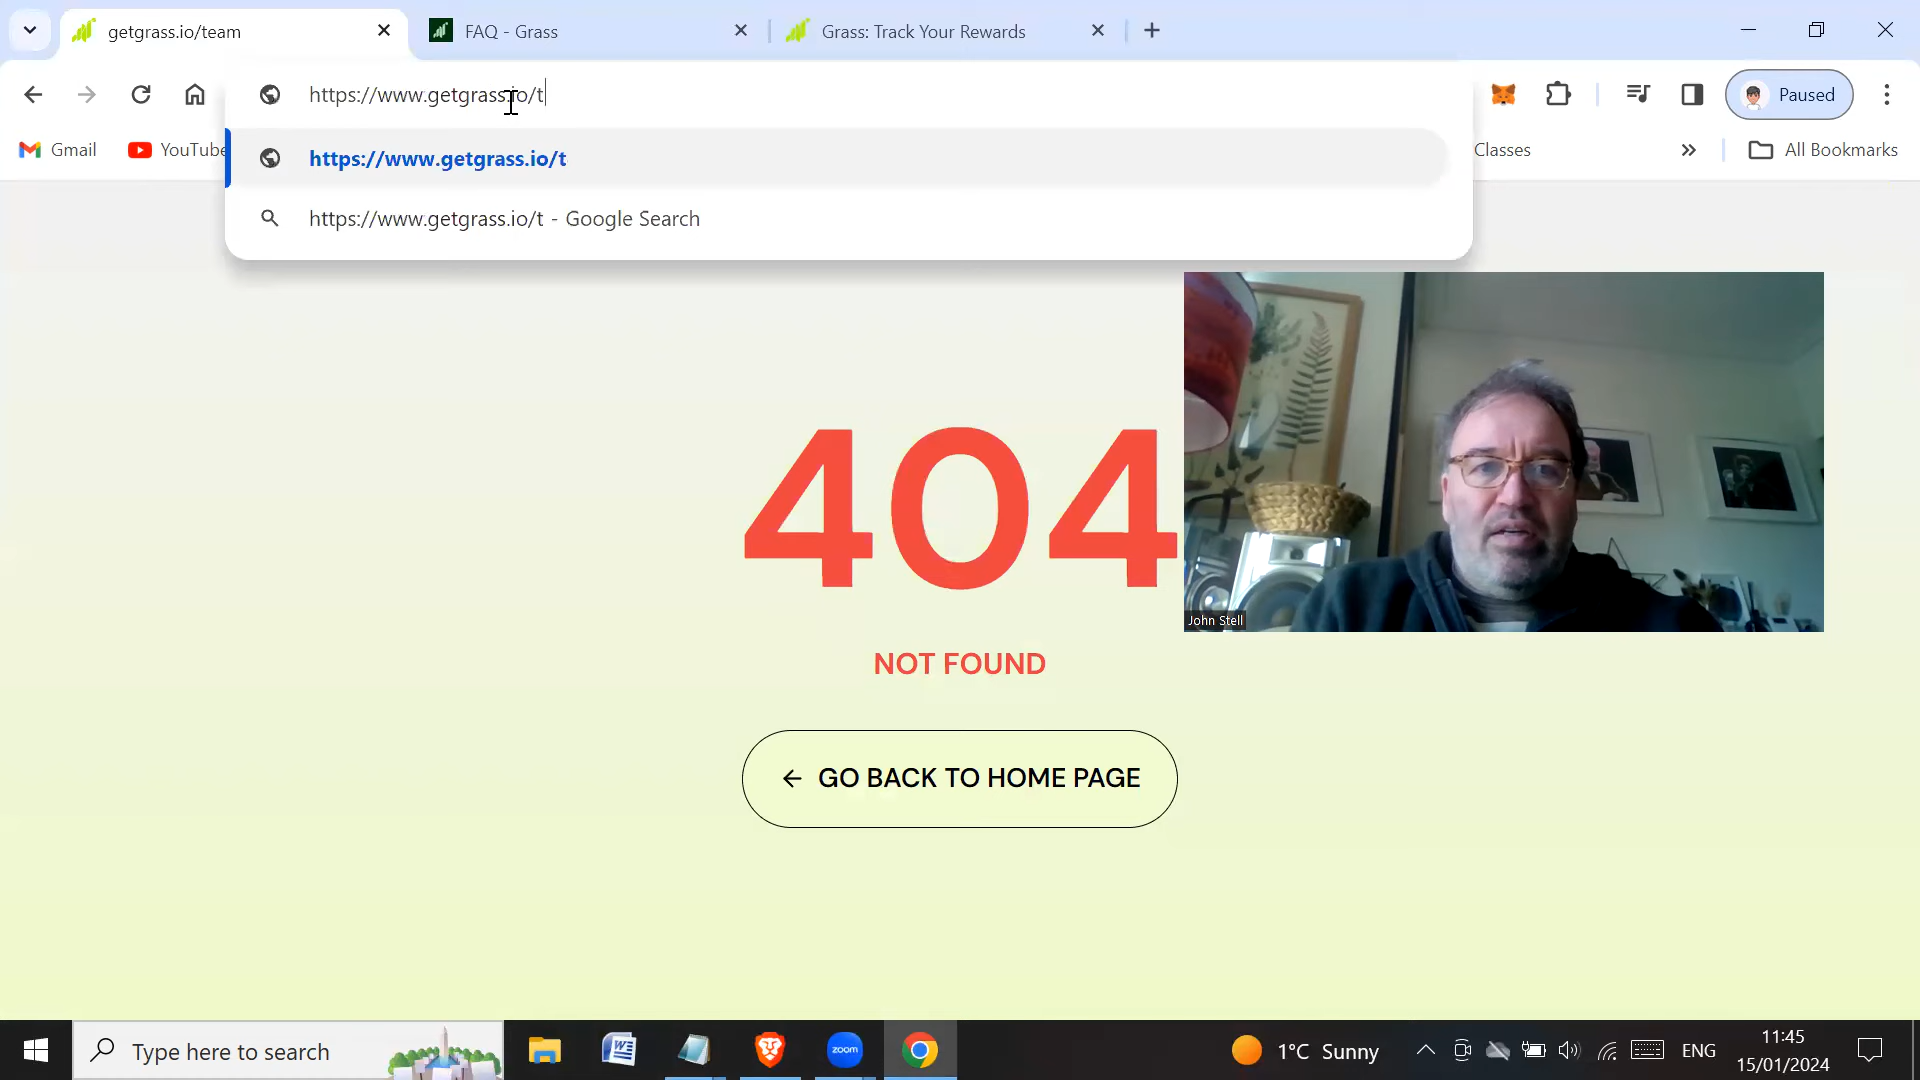 getgrass.io/team
FAQ - Grass
Grass: Track Your Rewards
https://www.getgrass.io/t
Paused
Gmail
YouTube
Classes
All Bookmarks
https://www.getgrass.io/t
https://www.getgrass.io/t - Google Search
404
John Stell
NOT FOUND
GO BACK TO HOME PAGE
Type here to search
zoom
1°C Sunny
ENG
11:45
15/01/2024